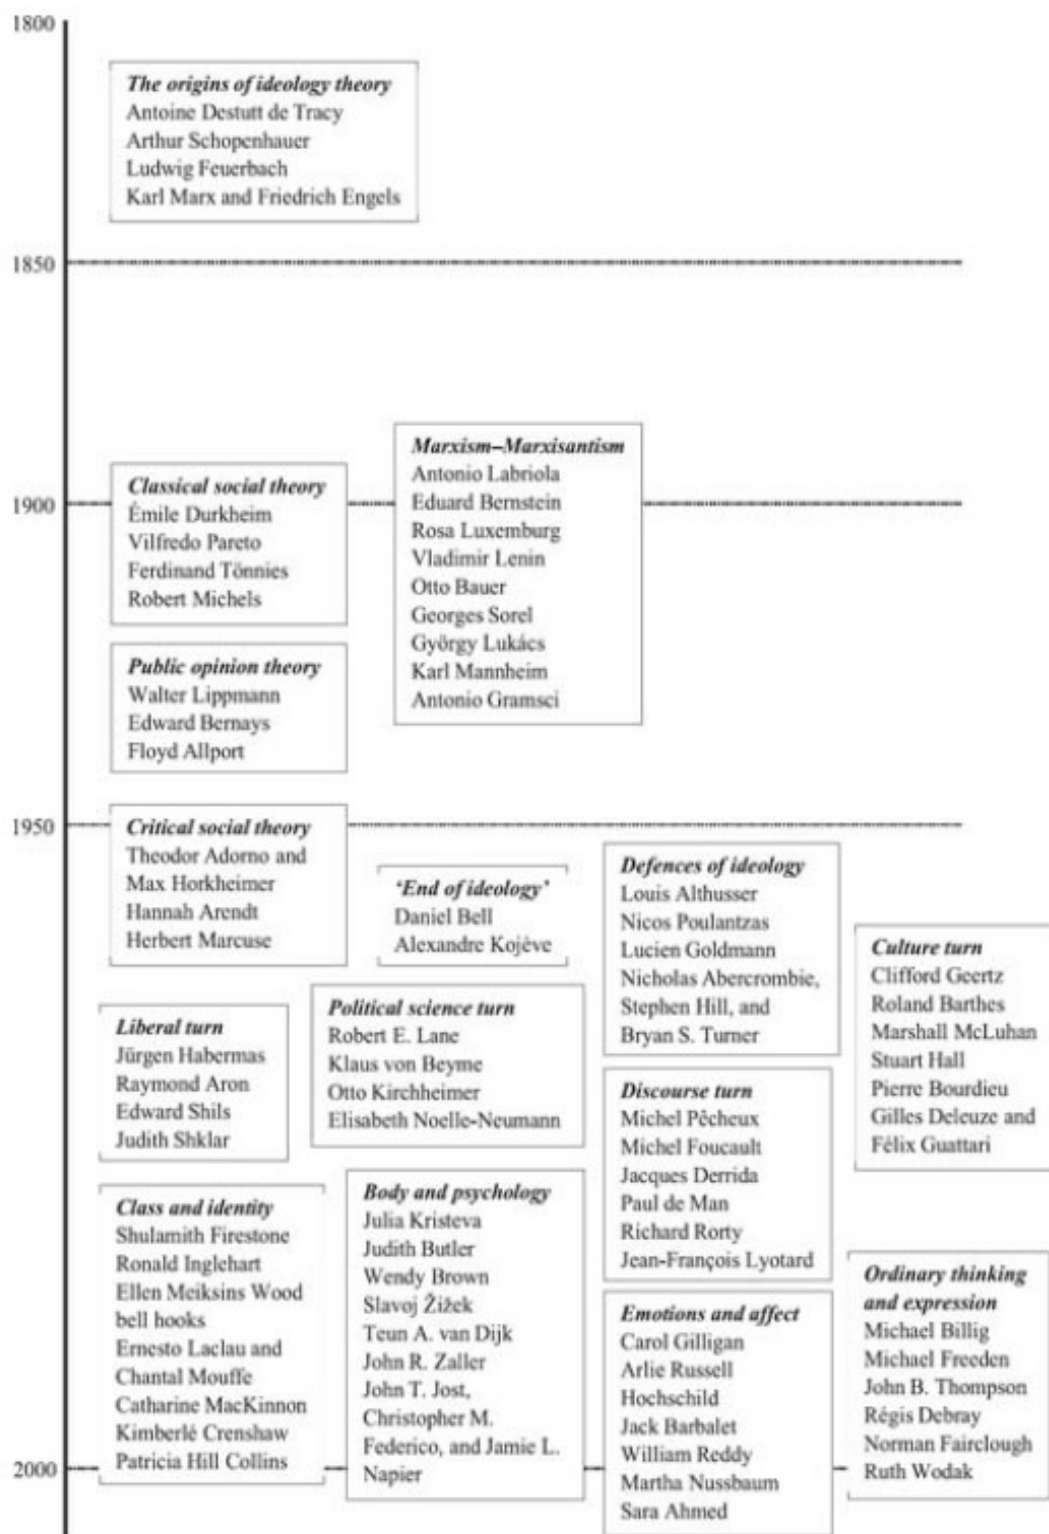 1800
The origins of ideology theory
Antoine Destutt de Tracy
Arthur Schopenhauer
Ludwig Feuerbach
Karl Marx and Friedrich Engels
1850
Marxism–Marxisantism
Antonio Labriola
Eduard Bernstein
Rosa Luxemburg
Vladimir Lenin
Otto Bauer
Georges Sorel
György Lukács
Karl Mannheim
Antonio Gramsci
Classical social theory
Émile Durkheim
Vilfredo Pareto
Ferdinand Tönnies
Robert Michels
1900
Public opinion theory
Walter Lippmann
Edward Bernays
Floyd Allport
1950
Critical social theory
Theodor Adorno and
Max Horkheimer
Hannah Arendt
Herbert Marcuse
‘End of ideology’
Daniel Bell
Alexandre Kojève
Defences of ideology
Louis Althusser
Nicos Poulantzas
Lucien Goldmann
Nicholas Abercrombie,
Stephen Hill, and
Bryan S. Turner
Culture turn
Clifford Geertz
Roland Barthes
Marshall McLuhan
Stuart Hall
Pierre Bourdieu
Gilles Deleuze and
Félix Guattari
Liberal turn
Jürgen Habermas
Raymond Aron
Edward Shils
Judith Shklar
Political science turn
Robert E. Lane
Klaus von Beyme
Otto Kirchheimer
Elisabeth Noelle-Neumann
Discourse turn
Michel Pêcheux
Michel Foucault
Jacques Derrida
Paul de Man
Richard Rorty
Jean-François Lyotard
Class and identity
Shulamith Firestone
Ronald Inglehart
Ellen Meiksins Wood
bell hooks
Ernesto Laclau and
Chantal Mouffe
Catharine MacKinnon
Kimberlé Crenshaw
Patricia Hill Collins
Body and psychology
Julia Kristeva
Judith Butler
Wendy Brown
Slavoj Žižek
Teun A. van Dijk
John R. Zaller
John T. Jost,
Christopher M.
Federico, and Jamie L.
Napier
Emotions and affect
Carol Gilligan
Arlie Russell
Hochschild
Jack Barbalet
William Reddy
Martha Nussbaum
Sara Ahmed
Ordinary thinking
and expression
Michael Billig
Michael Freeden
John B. Thompson
Régis Debray
Norman Fairclough
Ruth Wodak
2000